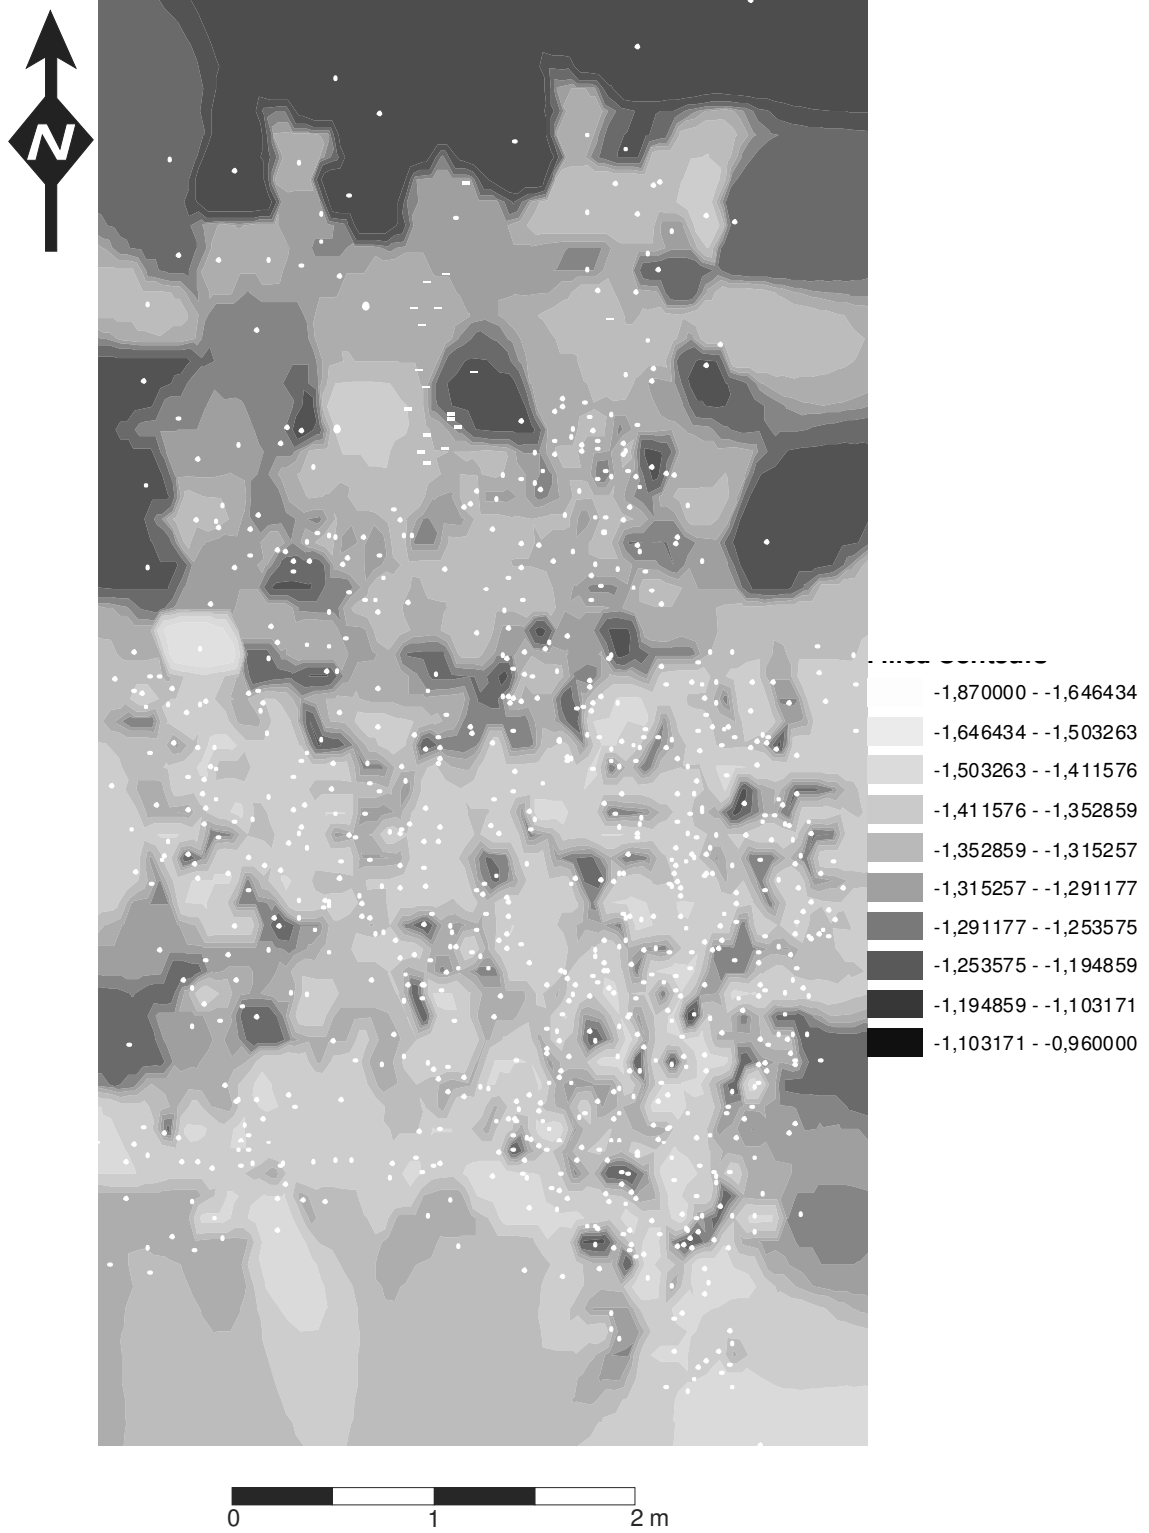 N
-1,870000 - -1,646434
-1,646434 - -1,503263
-1,503263 - -1,411576
-1,411576 - -1,352859
-1,352859 - -1,315257
-1,315257 - -1,291177
-1,291177 - -1,253575
-1,253575 - -1,194859
-1,194859 - -1,103171
-1,103171 - -0,960000
0 1 2 m